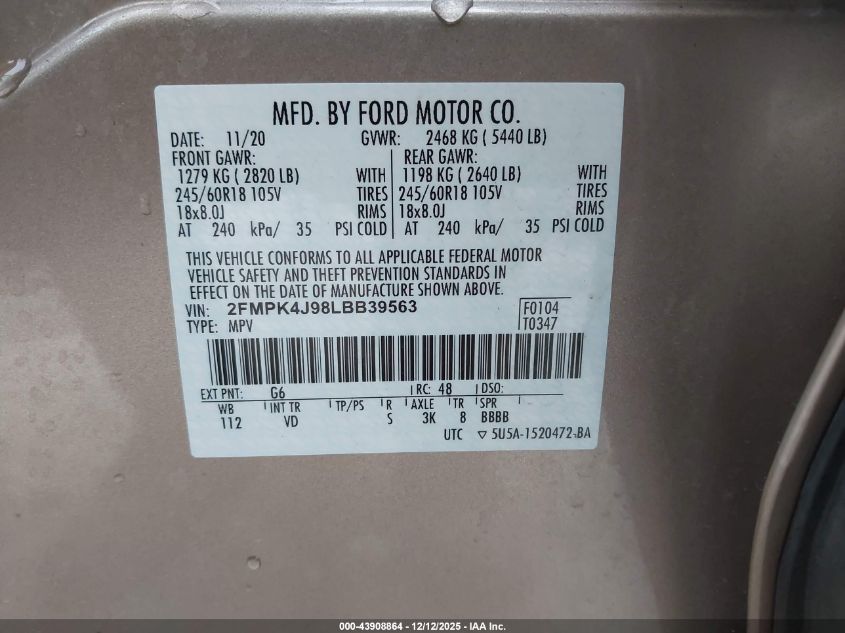 MFD. BY FORD MOTOR CO.
DATE: 11/20 GVWR: 2468 KG ( 5440 LB)
FRONT GAWR: REAR GAWR:
1279 KG ( 2820 LB) WITH 1198 KG ( 2640 LB) WITH
245/60R18 105V TIRES 245/60R18 105V TIRES
18x8.0J RIMS 18x8.0J RIMS
AT 240 kPa/ 35 PSI COLD AT 240 kPa/ 35 PSI COLD
THIS VEHICLE CONFORMS TO ALL APPLICABLE FEDERAL MOTOR
VEHICLE SAFETY AND THEFT PREVENTION STANDARDS IN
EFFECT ON THE DATE OF MANUFACTURE SHOWN ABOVE.
VIN: 2FMPK4J98LBB39563 F0104
TYPE: MPV T0347
EXT PNT: G6 RC: 48 DSO:
WB INT TR TP/PS R AXLE TR SPR
112 VD S 3K 8 BBBB
UTC ▽ 5U5A-1520472-BA
000-43908864 - 12/12/2025 - IAA Inc.